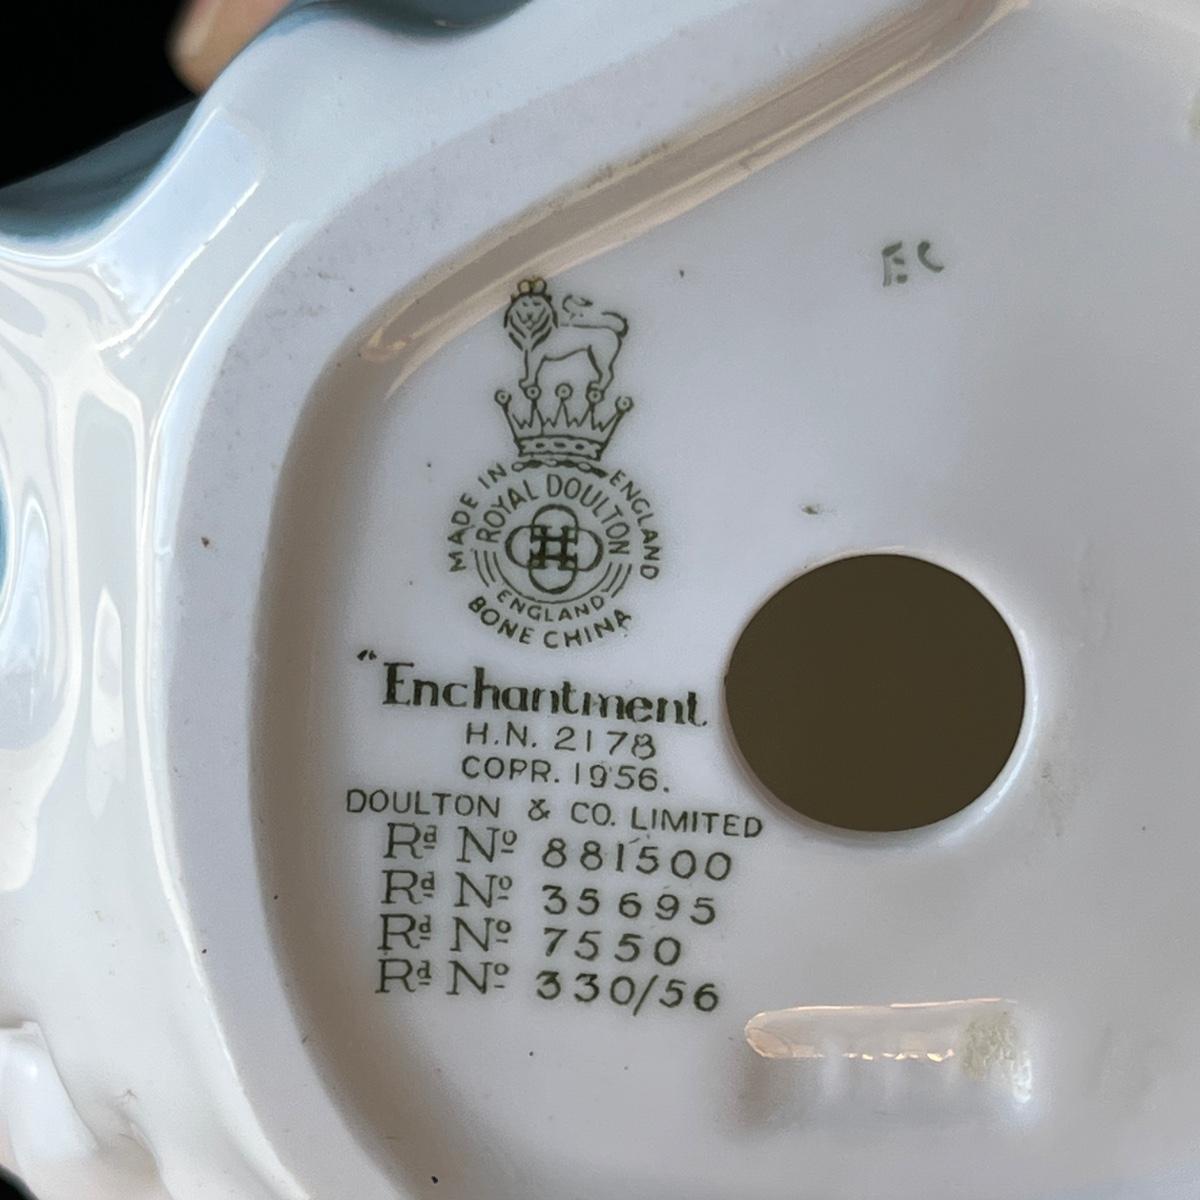 EC
MADE IN ENGLAND
ROYAL DOULTON
ENGLAND
BONE CHINA
"Enchantment
H.N. 2178
COPR. 1956.
DOULTON & CO. LIMITED
Rd No 881500
Rd No 35695
Rd No 7550
Rd No 330/56